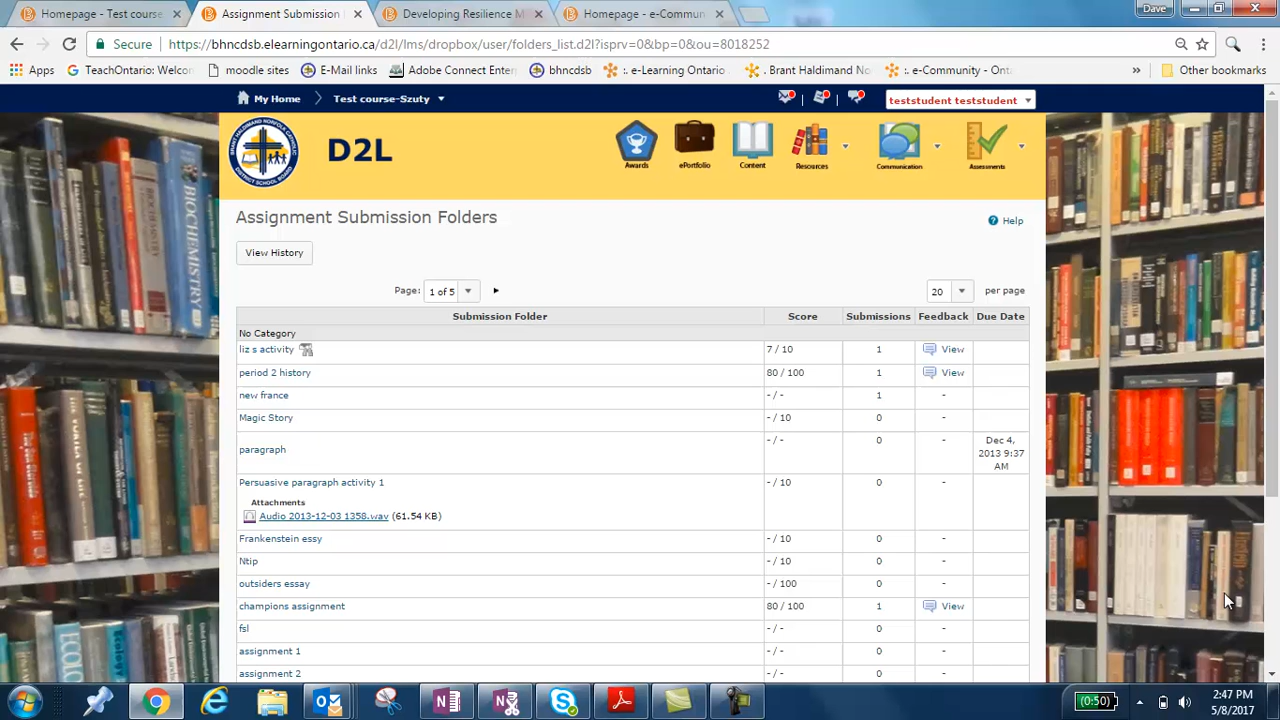 Homepage - Test course
Assignment Submission
Developing Resilience M
Homepage - e-Commun
Dave
Secure
https://bhncdsb.elearningontario.ca/d2l/lms/dropbox/user/folders_list.d2l?isprv=0&bp=0&ou=8018252
Apps
TeachOntario: Welcom
moodle sites
E-Mail links
Adobe Connect Enter
bhncdsb
:. e-Learning Ontario
. Brant Haldimand No
:. e-Community - Ont
»
Other bookmarks
My Home
Test course-Szuty
teststudent teststudent
D2L
Awards
ePortfolio
Content
Resources
Communication
Assessments
Assignment Submission Folders
Help
View History
Page: 1 of 5
20 per page
Submission Folder Score Submissions Feedback Due Date
No Category
liz s activity 7 / 10 1 View
period 2 history 80 / 100 1 View
new france - / - 1 -
Magic Story - / 10 0 -
paragraph - / - 0 - Dec 4, 2013 9:37 AM
Persuasive paragraph activity 1 - / 10 0 -
Attachments
Audio 2013-12-03 1358.wav (61.54 KB)
Frankenstein essy - / 10 0 -
Ntip - / 10 0 -
outsiders essay - / 100 0 -
champions assignment 80 / 100 1 View
fsl - / - 0 -
assignment 1 - / - 0 -
assignment 2 - / - 0 -
BIOCHEMISTRY
(0:50)
2:47 PM
5/8/2017